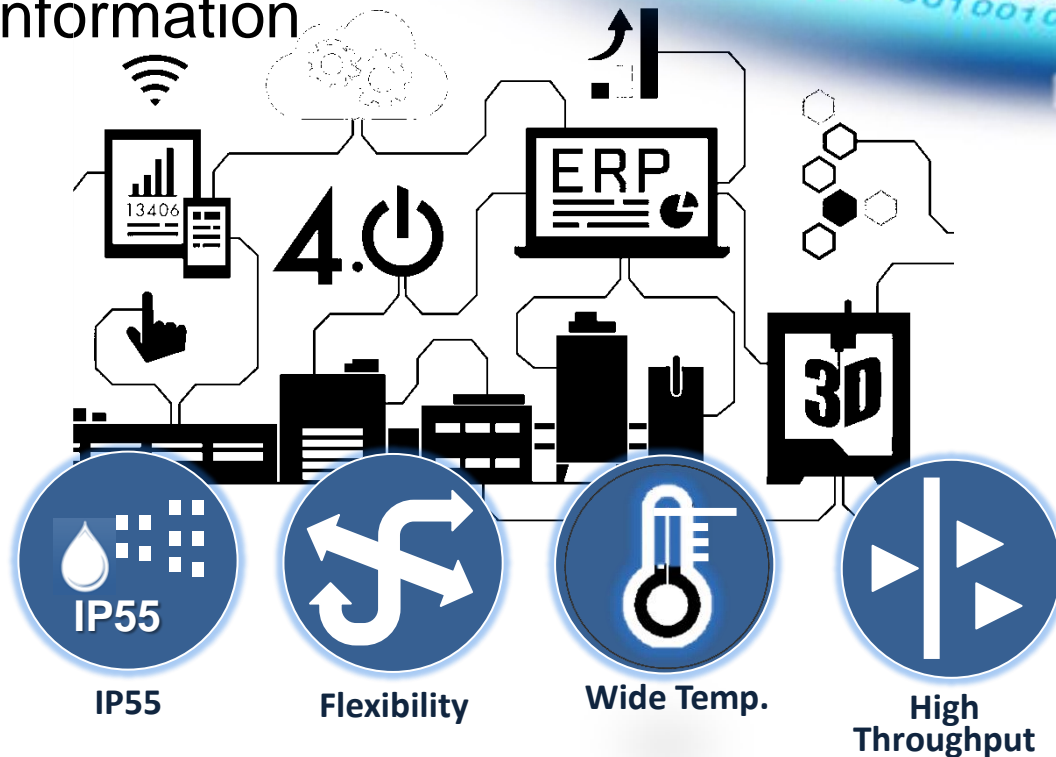 nformation
ERP
13406
4.0
3D
IP55
IP55
Flexibility
Wide Temp.
High
Throughput